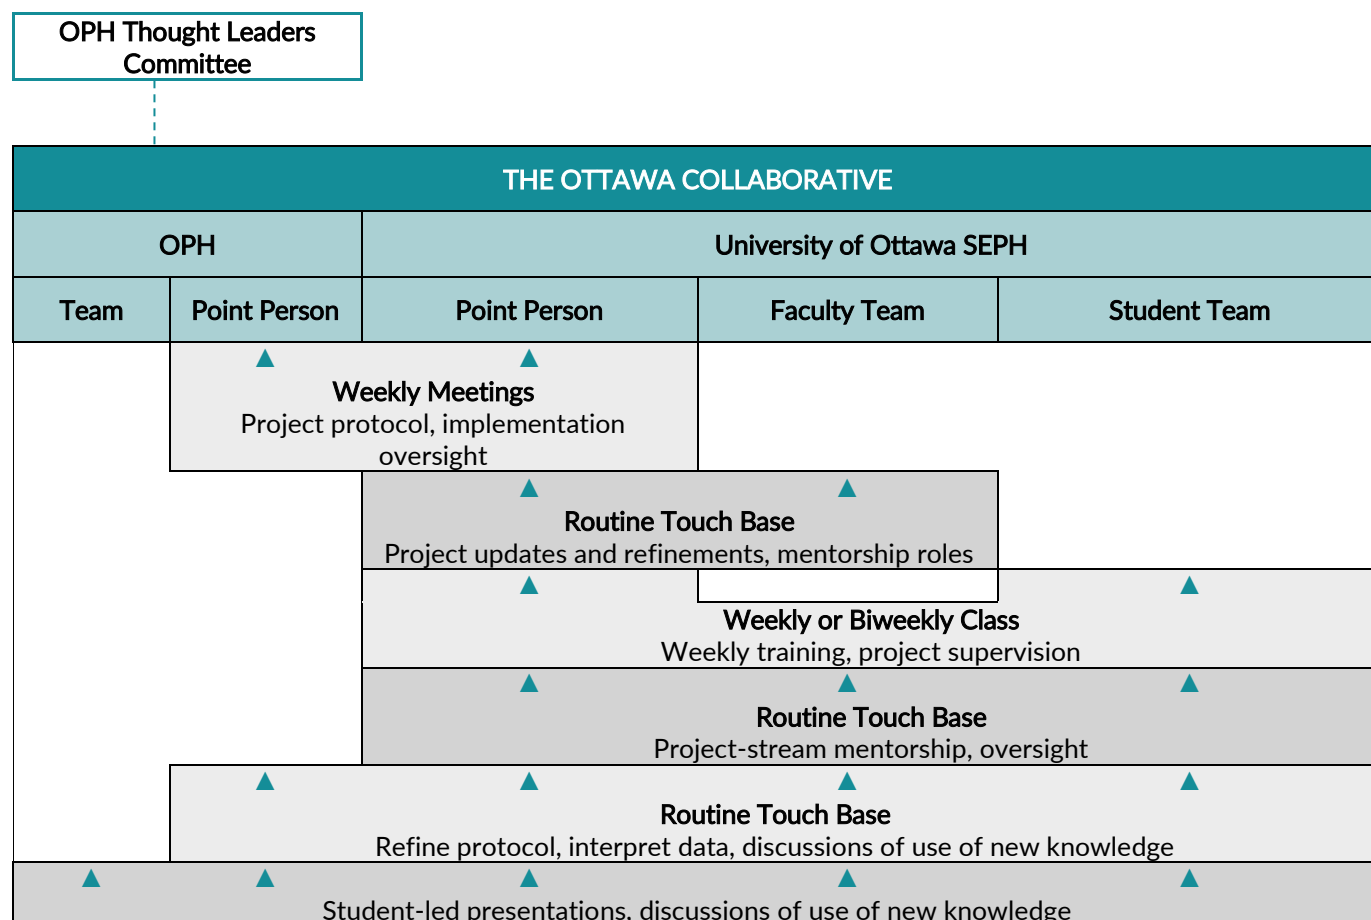 OPH Thought Leaders
Committee
THE OTTAWA COLLABORATIVE
OPH
University of Ottawa SEPH
Team
Point Person
Point Person
Faculty Team
Student Team
Weekly Meetings
Project protocol, implementation
oversight
Routine Touch Base
Project updates and refinements, mentorship roles
Weekly or Biweekly Class
Weekly training, project supervision
Routine Touch Base
Project-stream mentorship, oversight
Routine Touch Base
Refine protocol, interpret data, discussions of use of new knowledge
Student-led presentations, discussions of use of new knowledge